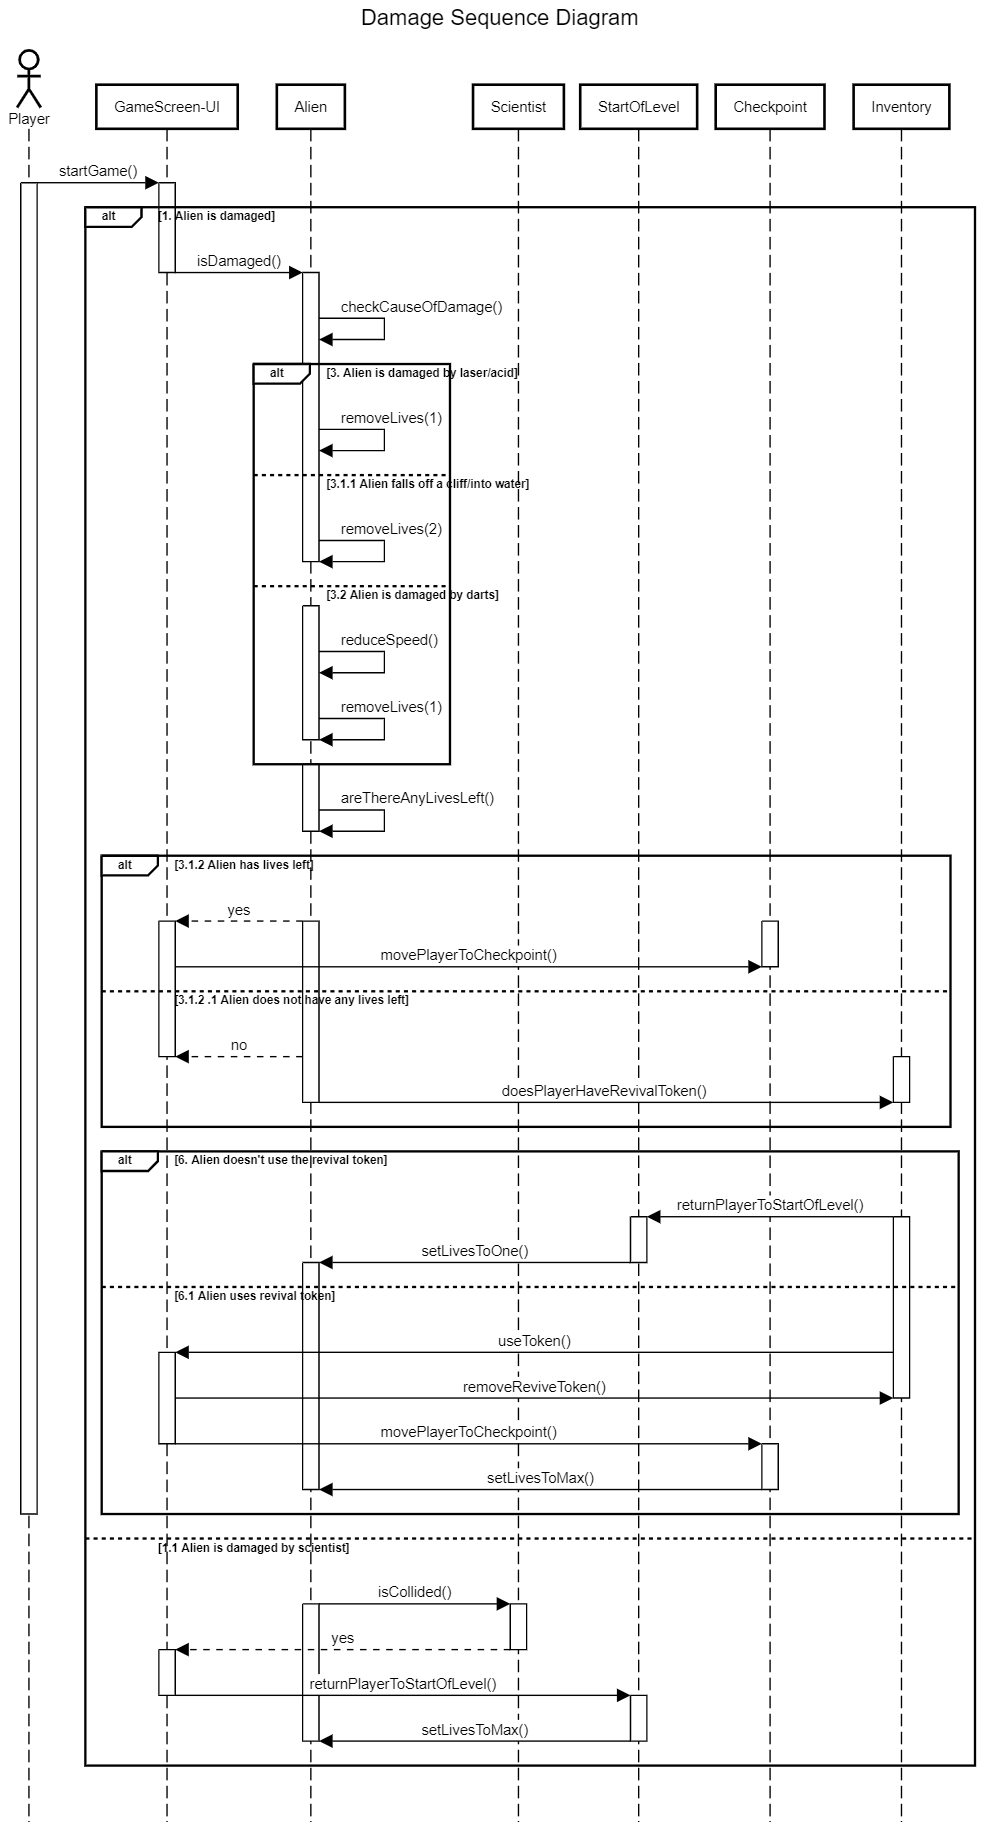 Damage Sequence Diagram
Player
GameScreen-UI
Alien
Scientist
StartOfLevel
Checkpoint
Inventory
startGame()
alt
[1. Alien is damaged]
isDamaged()
checkCauseOfDamage()
alt
[3. Alien is damaged by laser/acid]
removeLives(1)
[3.1.1 Alien falls off a cliff/into water]
removeLives(2)
[3.2 Alien is damaged by darts]
reduceSpeed()
removeLives(1)
areThereAnyLivesLeft()
alt
[3.1.2 Alien has lives left]
yes
movePlayerToCheckpoint()
[3.1.2 .1 Alien does not have any lives left]
no
doesPlayerHaveRevivalToken()
alt
[6. Alien doesn't use the revival token]
returnPlayerToStartOfLevel()
setLivesToOne()
[6.1 Alien uses revival token]
useToken()
removeReviveToken()
movePlayerToCheckpoint()
setLivesToMax()
[1.1 Alien is damaged by scientist]
isCollided()
yes
returnPlayerToStartOfLevel()
setLivesToMax()